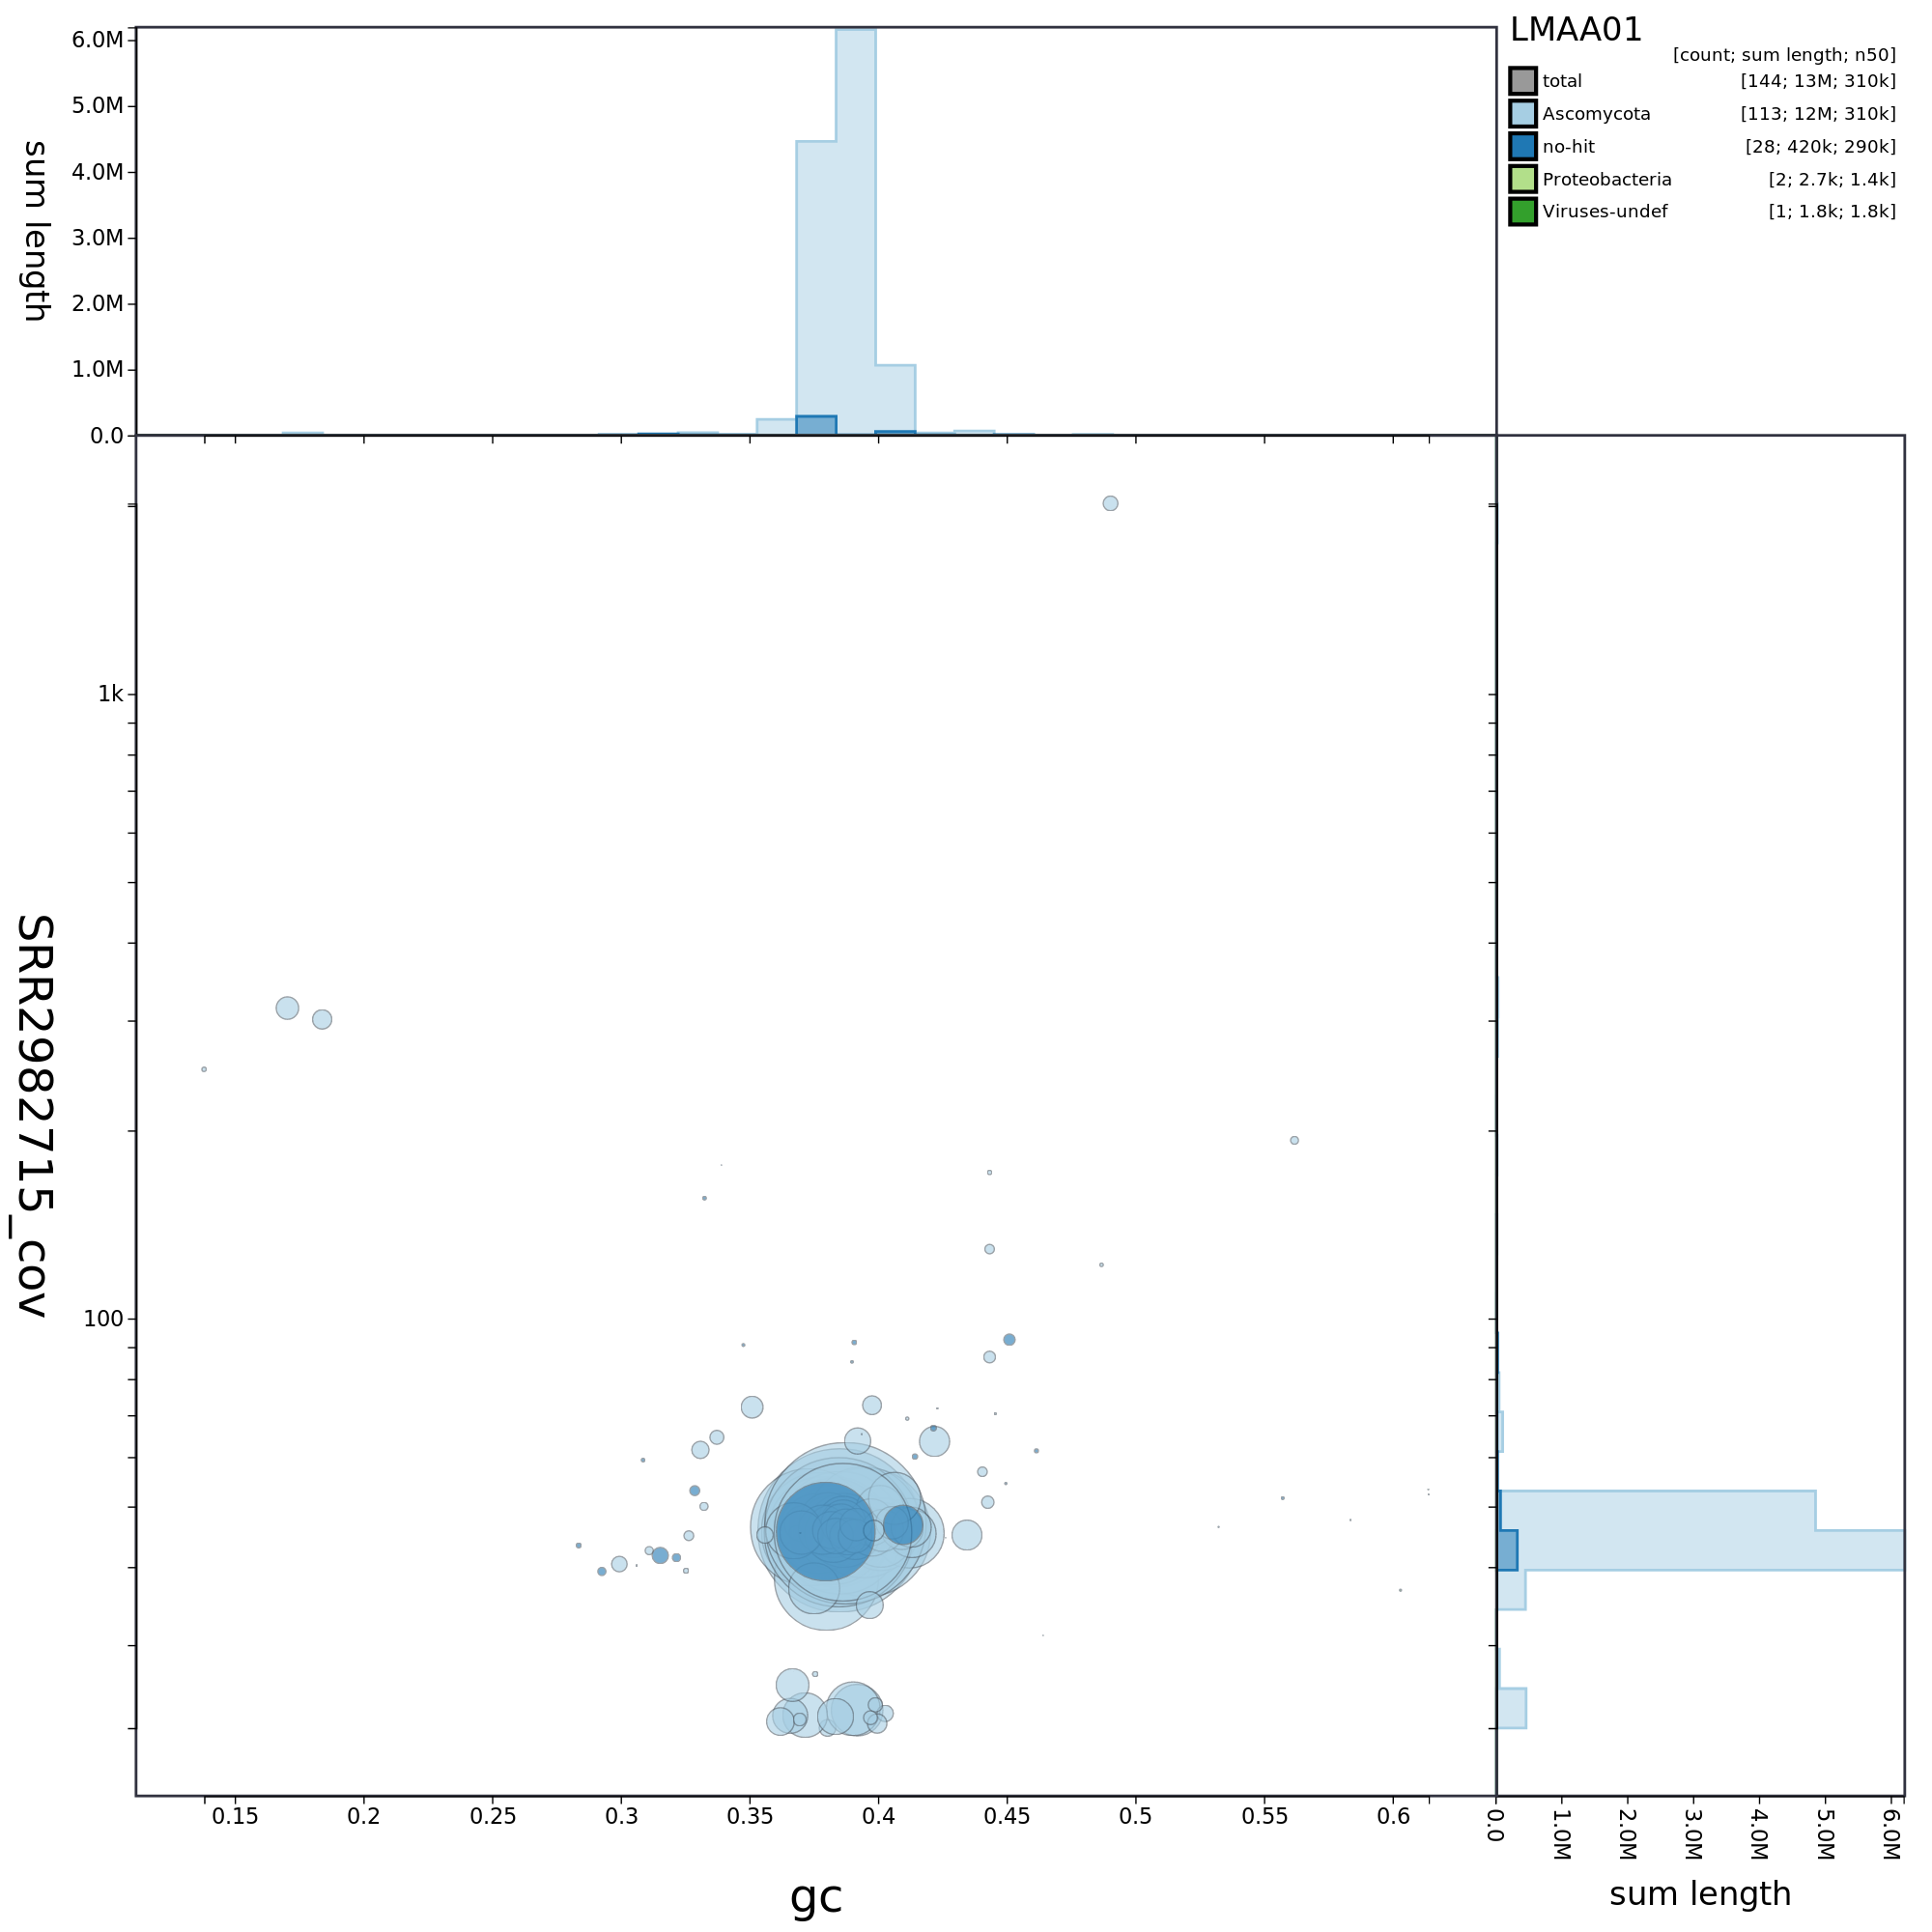 LMAA01
[count; sum length; n50]
total [144; 13M; 310k]
Ascomycota [113; 12M; 310k]
no-hit [28; 420k; 290k]
Proteobacteria [2; 2.7k; 1.4k]
Viruses-undef [1; 1.8k; 1.8k]
sum length
6.0M
5.0M
4.0M
3.0M
2.0M
1.0M
0.0
SRR2982715_cov
1k
100
0.15 0.2 0.25 0.3 0.35 0.4 0.45 0.5 0.55 0.6
gc
0.0 1.0M 2.0M 3.0M 4.0M 5.0M 6.0M
sum length